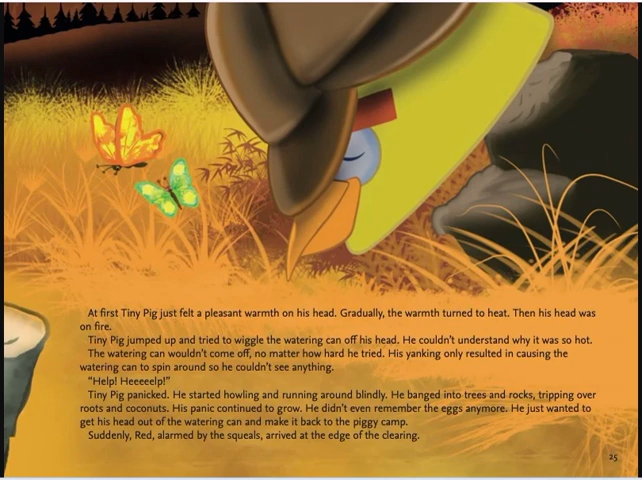 At first Tiny Pig just felt a pleasant warmth on his head. Gradually, the warmth turned to heat. Then his head was
on fire.
Tiny Pig jumped up and tried to wiggle the watering can off his head. He couldn't understand why it was so hot.
The watering can wouldn't come off, no matter how hard he tried. His yanking only resulted in causing the
watering can to spin around so he couldn't see anything.
“Help! Heeeeelp!”
Tiny Pig panicked. He started howling and running around blindly. He banged into trees and rocks, tripping over
roots and coconuts. His panic continued to grow. He didn't even remember the eggs anymore. He just wanted to
get his head out of the watering can and make it back to the piggy camp.
Suddenly, Red, alarmed by the squeals, arrived at the edge of the clearing.
25